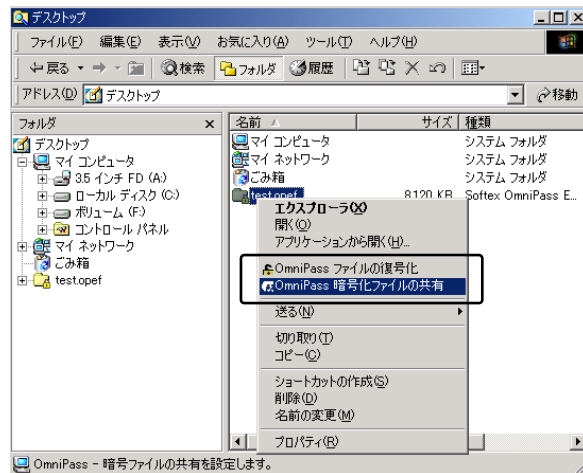 デスクトップ
ファイル(F) 編集(E) 表示(V) お気に入り(A) ツール(T) ヘルプ(H)
戻る 検索 フォルダ 履歴
アドレス(D) デスクトップ 移動
フォルダ
デスクトップ
マイ コンピュータ
3.5 インチ FD (A:)
ローカル ディスク (C:)
ボリューム (F:)
コントロール パネル
マイ ネットワーク
ごみ箱
test.opef
名前 サイズ 種類
マイ コンピュータ システム フォルダ
マイ ネットワーク システム フォルダ
ごみ箱 システム フォルダ
test.opef 8,120 KB Softex OmniPass E...
エクスプローラ(X)
開く(O)
アプリケーションから開く(H)...
OmniPass ファイルの復号化
OmniPass 暗号化ファイルの共有
送る(N)
切り取り(T)
コピー(C)
ショートカットの作成(S)
削除(D)
名前の変更(M)
プロパティ(R)
OmniPass - 暗号ファイルの共有を設定します。